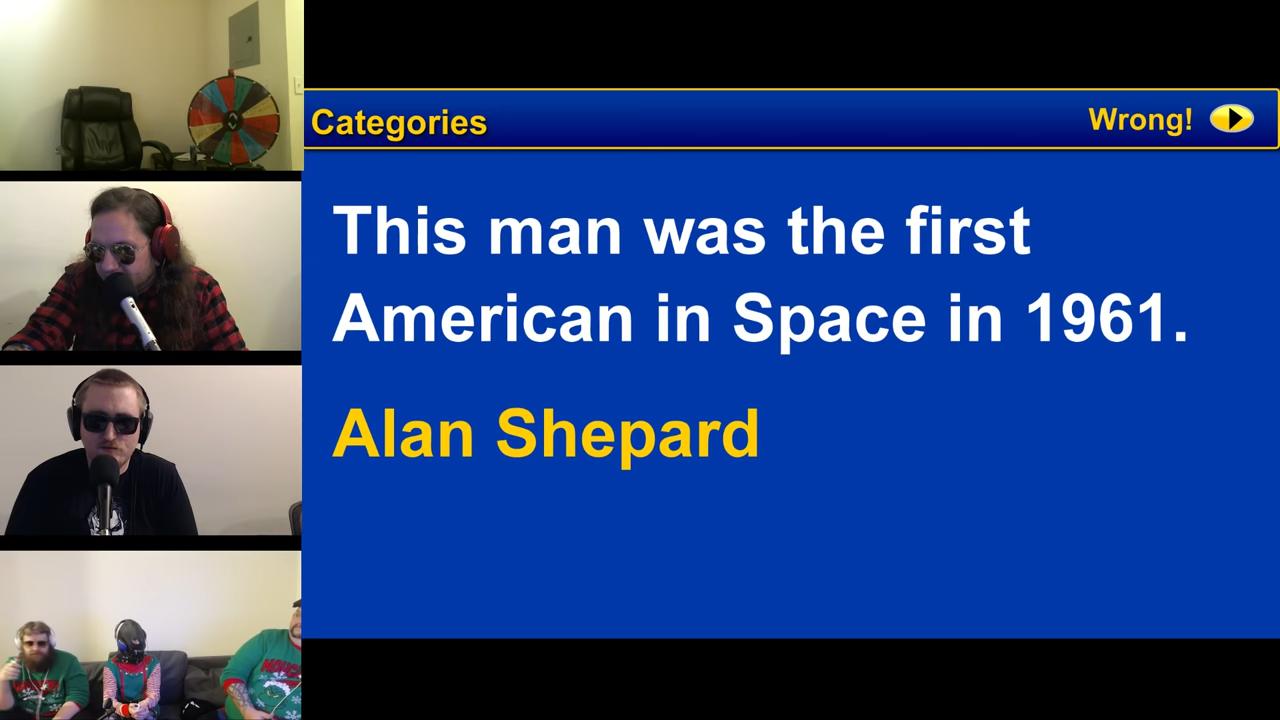 Categories
Wrong!
This man was the first
American in Space in 1961.
Alan Shepard